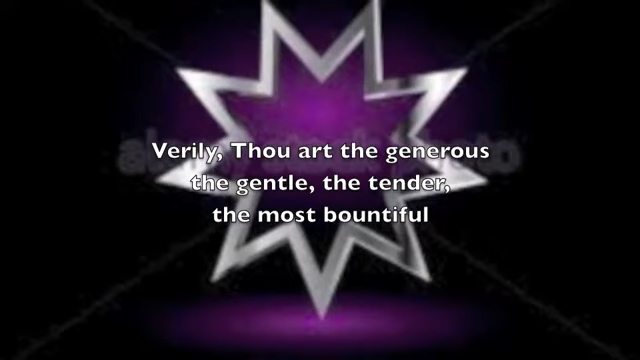 Verily, Thou art the generous
the gentle, the tender,
the most bountiful